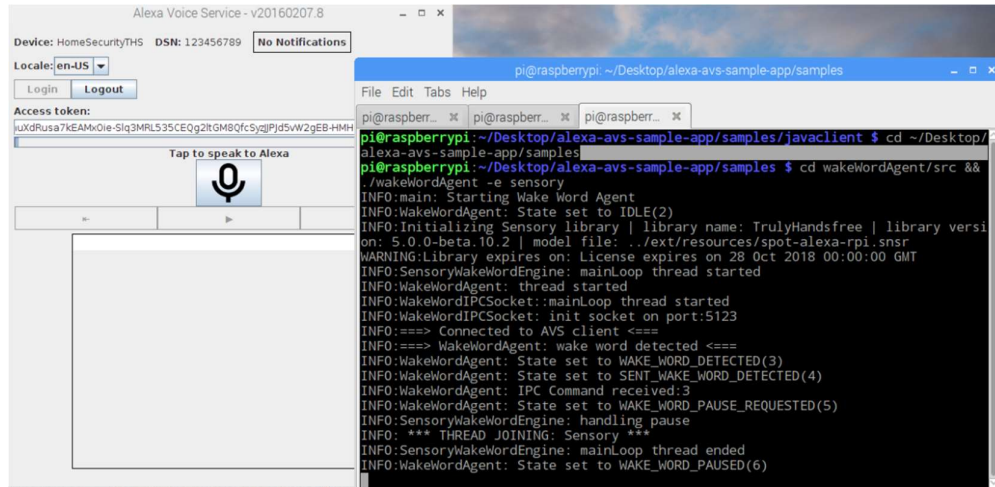 Alexa Voice Service - v20160207.8
Device: HomeSecurityTHS DSN: 123456789 No Notifications
Locale: en-US
Login Logout
Access token:
Tap to speak to Alexa
pi@raspberrypi: ~/Desktop/alexa-avs-sample-app/samples
File Edit Tabs Help
pi@raspberr... pi@raspberr... pi@raspberr...
pi@raspberrypi:~/Desktop/alexa-avs-sample-app/samples/javaclient $ cd ~/Desktop/
alexa-avs-sample-app/samples
pi@raspberrypi:~/Desktop/alexa-avs-sample-app/samples $ cd wakeWordAgent/src &&
./wakeWordAgent -e sensory
INFO:main: Starting Wake Word Agent
INFO:WakeWordAgent: State set to IDLE(2)
INFO:Initializing Sensory library | library name: TrulyHandsfree | library versi
on: 5.0.0-beta.10.2 | model file: ../ext/resources/spot-alexa-rpi.snsr
WARNING:Library expires on: License expires on 28 Oct 2018 00:00:00 GMT
INFO:SensoryWakeWordEngine: mainLoop thread started
INFO:WakeWordAgent: thread started
INFO:WakeWordIPCSocket::mainLoop thread started
INFO:WakeWordIPCSocket: init socket on port:5123
INFO:===> Connected to AVS client <===
INFO:===> WakeWordAgent: wake word detected <===
INFO:WakeWordAgent: State set to WAKE_WORD_DETECTED(3)
INFO:WakeWordAgent: State set to SENT_WAKE_WORD_DETECTED(4)
INFO:WakeWordAgent: IPC Command received:3
INFO:WakeWordAgent: State set to WAKE_WORD_PAUSE_REQUESTED(5)
INFO:SensoryWakeWordEngine: handling pause
INFO: *** THREAD JOINING: Sensory ***
INFO:SensoryWakeWordEngine: mainLoop thread ended
INFO:WakeWordAgent: State set to WAKE_WORD_PAUSED(6)